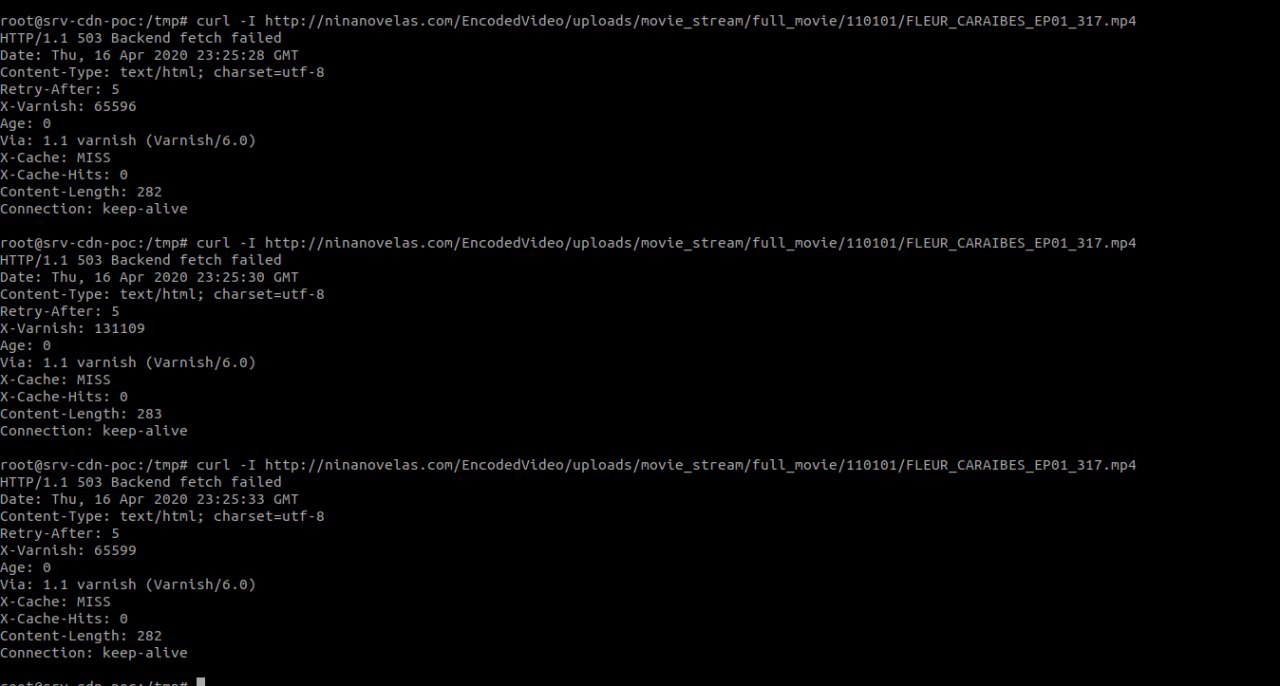 root@srv-cdn-poc:/tmp# curl -I http://ninanovelas.com/EncodedVideo/uploads/movie_stream/full_movie/110101/FLEUR_CARAIBES_EP01_317.mp4
HTTP/1.1 503 Backend fetch failed
Date: Thu, 16 Apr 2020 23:25:28 GMT
Content-Type: text/html; charset=utf-8
Retry-After: 5
X-Varnish: 65596
Age: 0
Via: 1.1 varnish (Varnish/6.0)
X-Cache: MISS
X-Cache-Hits: 0
Content-Length: 282
Connection: keep-alive
root@srv-cdn-poc:/tmp# curl -I http://ninanovelas.com/EncodedVideo/uploads/movie_stream/full_movie/110101/FLEUR_CARAIBES_EP01_317.mp4
HTTP/1.1 503 Backend fetch failed
Date: Thu, 16 Apr 2020 23:25:30 GMT
Content-Type: text/html; charset=utf-8
Retry-After: 5
X-Varnish: 131109
Age: 0
Via: 1.1 varnish (Varnish/6.0)
X-Cache: MISS
X-Cache-Hits: 0
Content-Length: 283
Connection: keep-alive
root@srv-cdn-poc:/tmp# curl -I http://ninanovelas.com/EncodedVideo/uploads/movie_stream/full_movie/110101/FLEUR_CARAIBES_EP01_317.mp4
HTTP/1.1 503 Backend fetch failed
Date: Thu, 16 Apr 2020 23:25:33 GMT
Content-Type: text/html; charset=utf-8
Retry-After: 5
X-Varnish: 65599
Age: 0
Via: 1.1 varnish (Varnish/6.0)
X-Cache: MISS
X-Cache-Hits: 0
Content-Length: 282
Connection: keep-alive
root@srv-cdn-poc:/tmp#